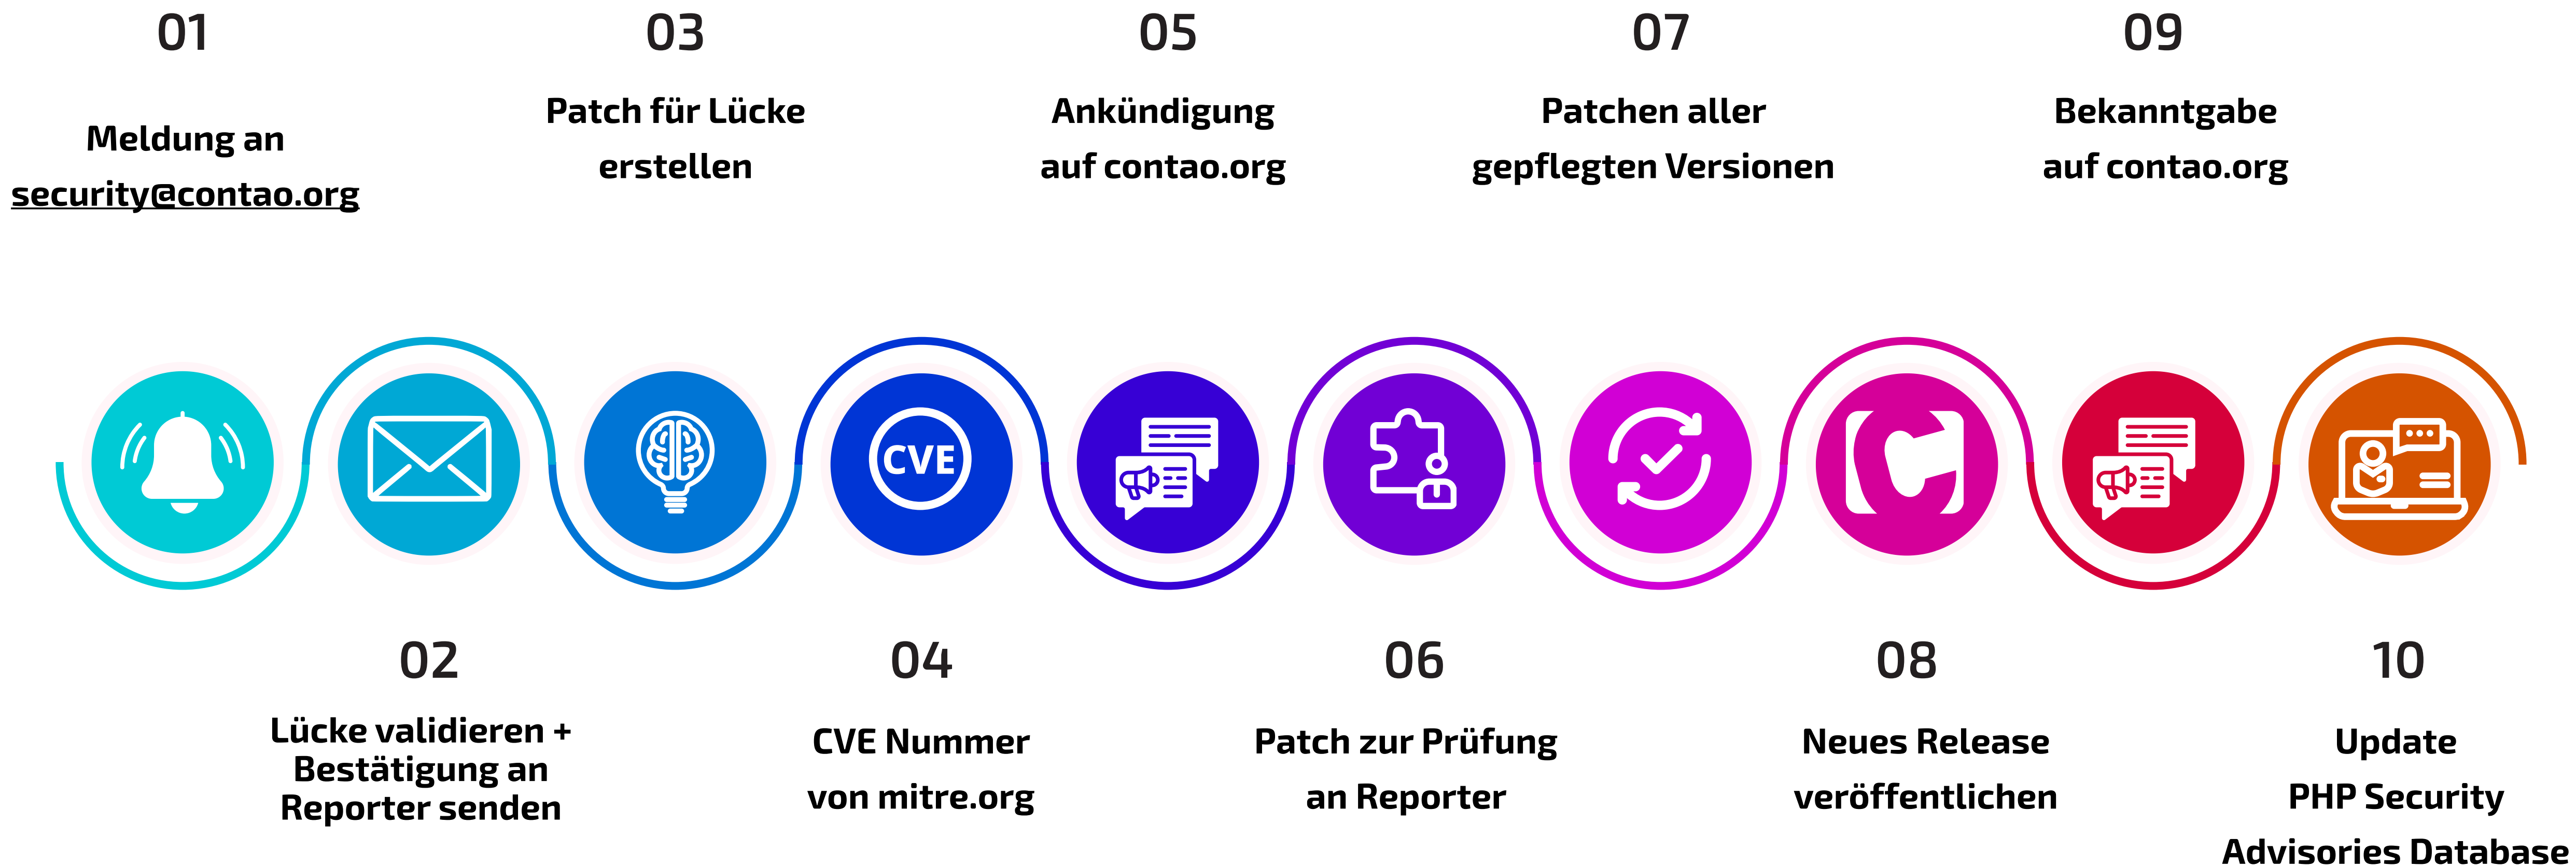 01
Meldung an
security@contao.org
02
Lücke validieren +
Bestätigung an
Reporter senden
03
Patch für Lücke
erstellen
04
CVE
CVE Nummer
von mitre.org
05
Ankündigung
auf contao.org
06
Patch zur Prüfung
an Reporter
07
Patchen aller
gepflegten Versionen
08
Neues Release
veröffentlichen
09
Bekanntgabe
auf contao.org
10
Update
PHP Security
Advisories Database